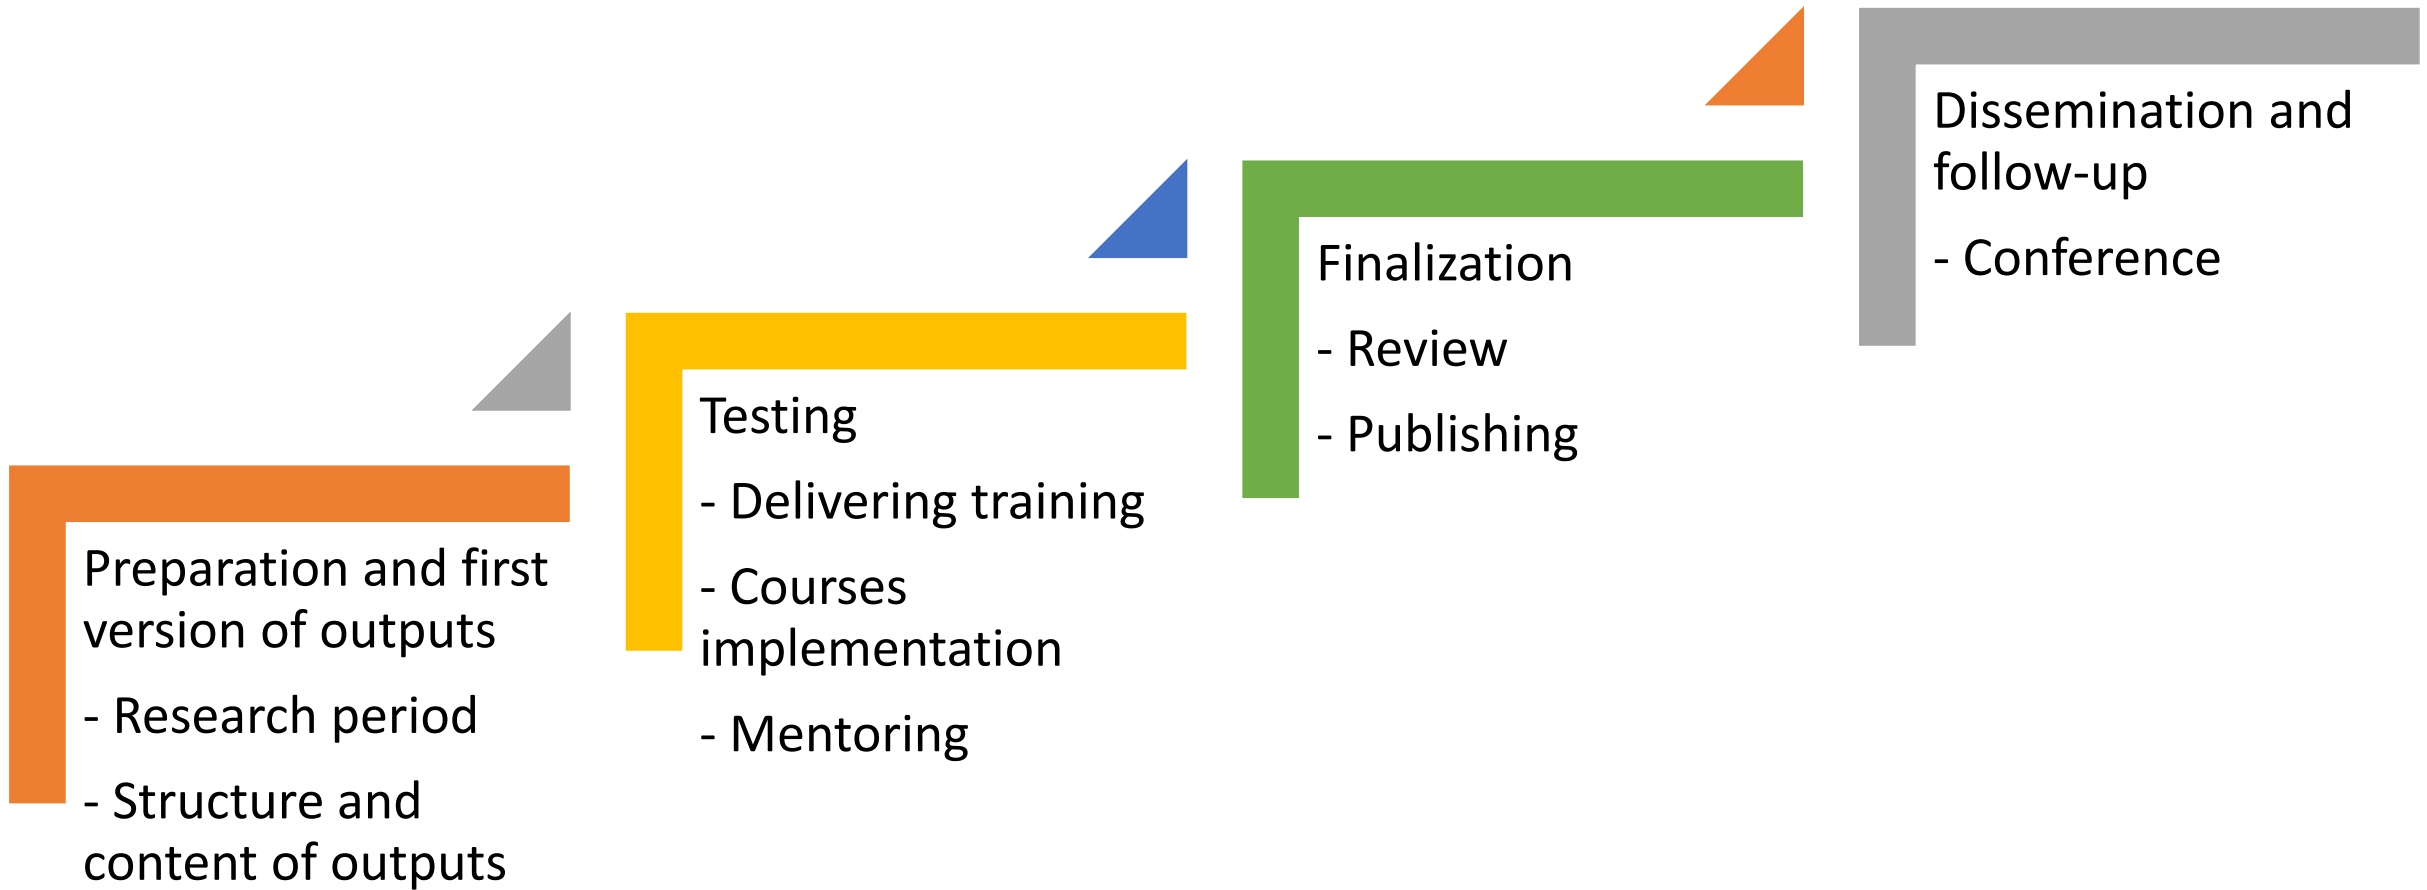 Preparation and first
version of outputs
- Research period
- Structure and
content of outputs
Testing
- Delivering training
- Courses
implementation
- Mentoring
Finalization
- Review
- Publishing
Dissemination and
follow-up
- Conference